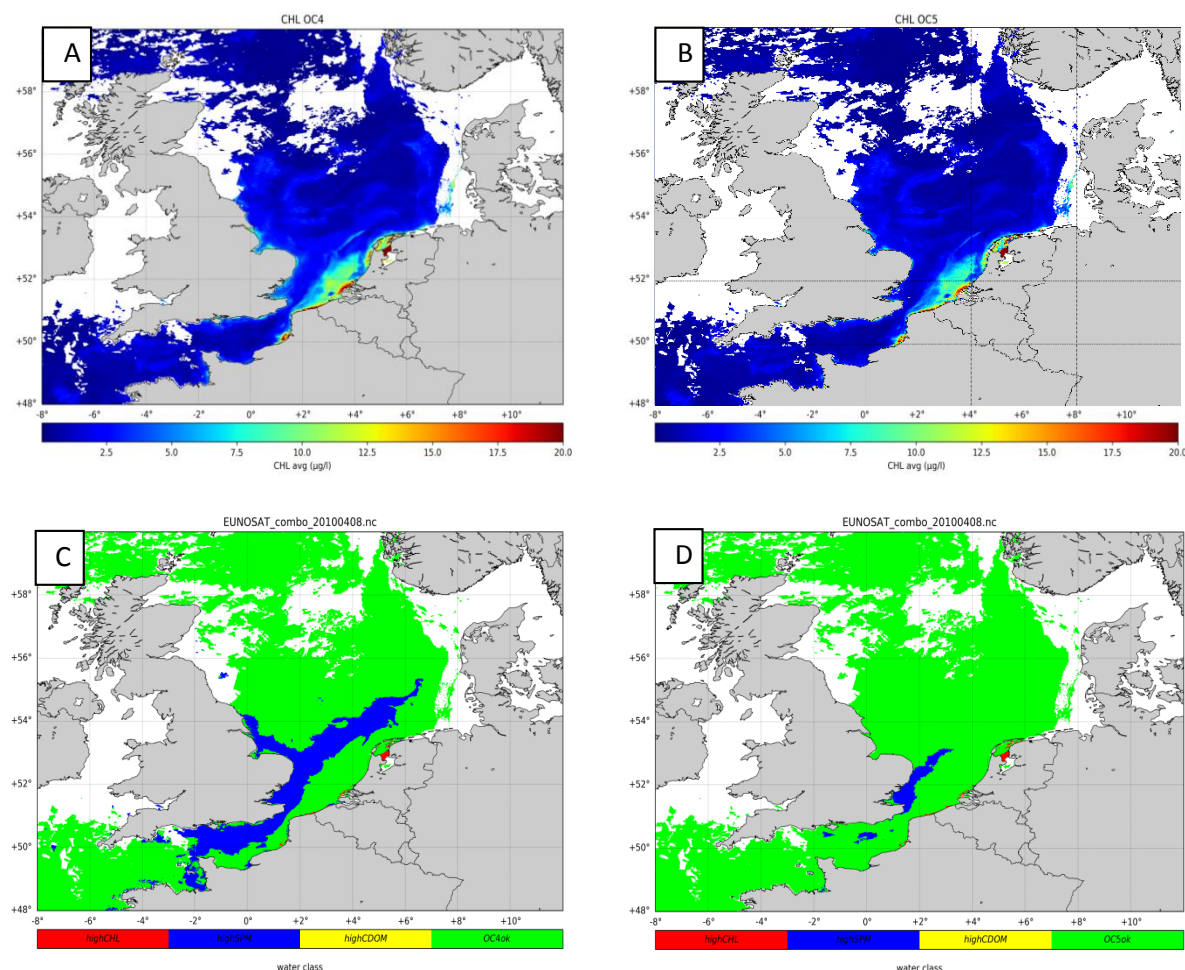 CHL OC4
A
+58°
+56°
+54°
+52°
+50°
+48°
-8° -6° -4° -2° 0° +2° +4° +6° +8° +10°
2.5 5.0 7.5 10.0 12.5 15.0 17.5 20.0
CHL avg (µg/l)
CHL OC5
B
+58°
+56°
+54°
+52°
+50°
+48°
-8° -6° -4° -2° 0° +2° +4° +6° +8° +10°
2.5 5.0 7.5 10.0 12.5 15.0 17.5 20.0
CHL avg (µg/l)
EUNOSAT_combo_20100408.nc
C
+58°
+56°
+54°
+52°
+50°
+48°
-8° -6° -4° -2° 0° +2° +4° +6° +8° +10°
highCHL highSPM highCDOM OC4ok
water class
EUNOSAT_combo_20100408.nc
D
+58°
+56°
+54°
+52°
+50°
+48°
-8° -6° -4° -2° 0° +2° +4° +6° +8° +10°
highCHL highSPM highCDOM OC5ok
water class